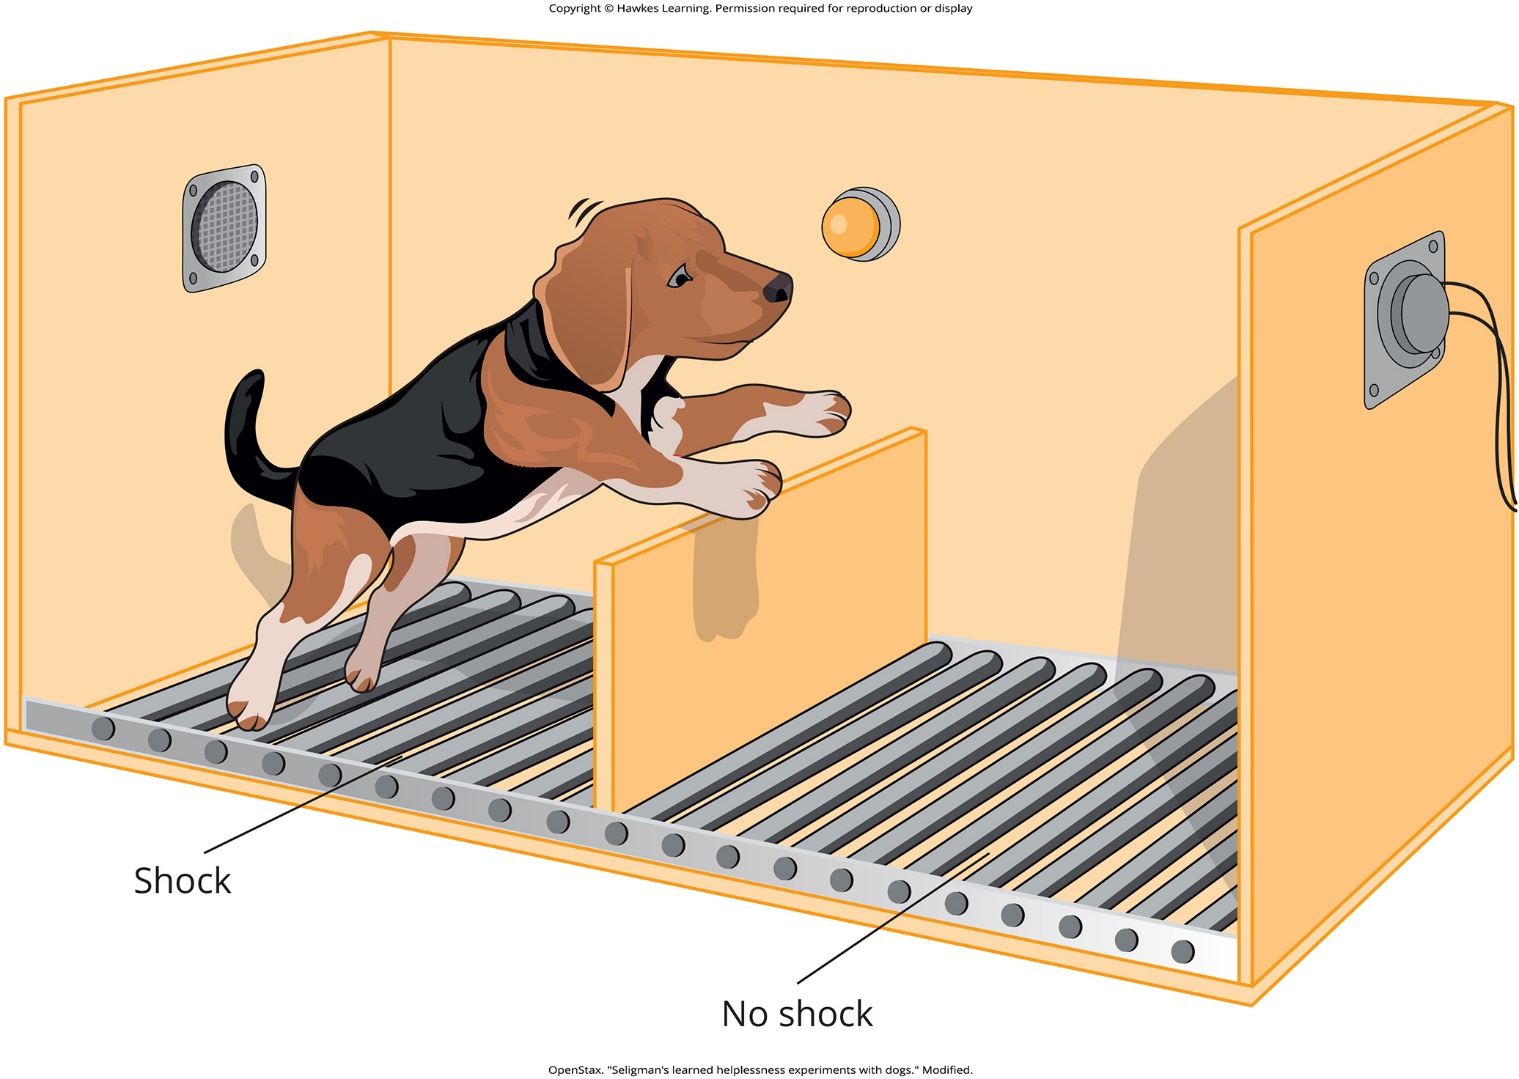 Copyright © Hawkes Learning. Permission required for reproduction or display
Shock
No shock
OpenStax. "Seligman's learned helplessness experiments with dogs." Modified.